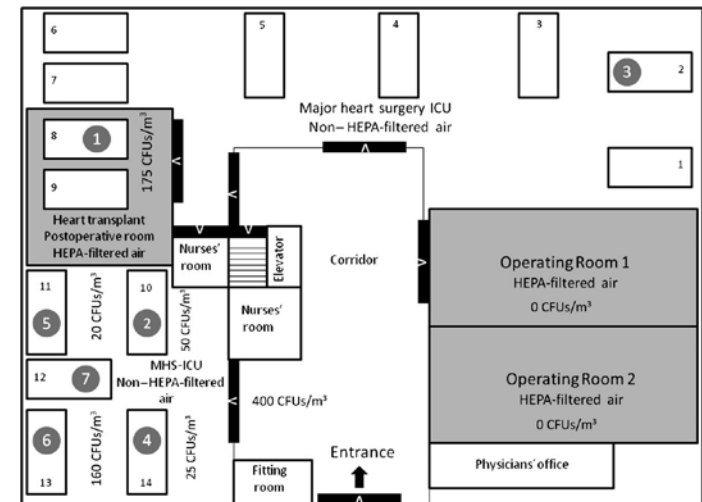 6
5
4
3
7
3
2
Major heart surgery ICU
Non–HEPA-filtered air
8
1
175 CFUs/m³
1
9
Heart transplant
Postoperative room
HEPA-filtered air
Nurses'
room
Elevator
Corridor
Operating Room 1
HEPA-filtered air
0 CFUs/m³
11
5
20 CFUs/m³
10
2
50 CFUs/m³
Nurses'
room
MHS-ICU
Non–HEPA-filtered
air
12
7
Operating Room 2
HEPA-filtered air
0 CFUs/m³
400 CFUs/m³
6
13
160 CFUs/m³
4
14
25 CFUs/m³
Entrance
Fitting
room
Physicians' office